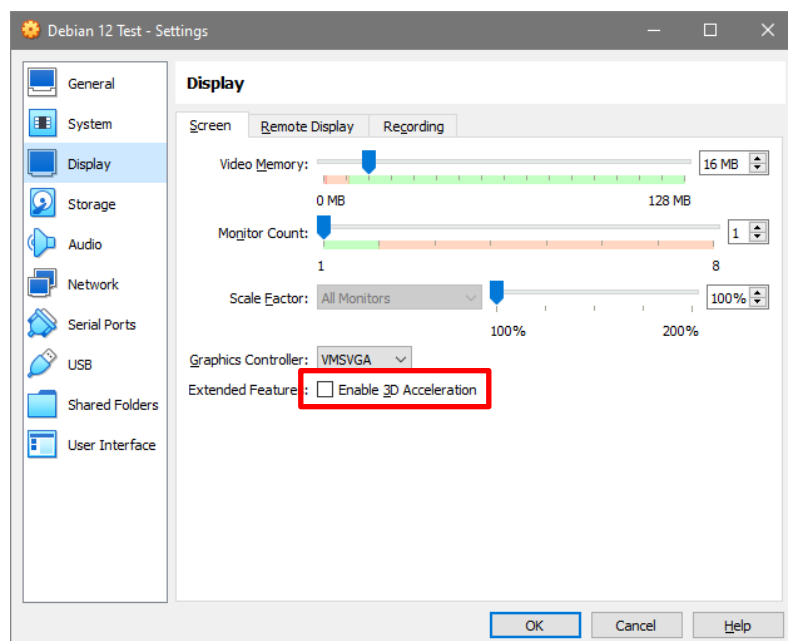 Debian 12 Test - Settings
General
System
Display
Storage
Audio
Network
Serial Ports
USB
Shared Folders
User Interface
Display
Screen Remote Display Recording
Video Memory: 16 MB
0 MB 128 MB
Monitor Count: 1
1 8
Scale Factor: All Monitors 100%
100% 200%
Graphics Controller: VMSVGA
Extended Features: Enable 3D Acceleration
OK Cancel Help